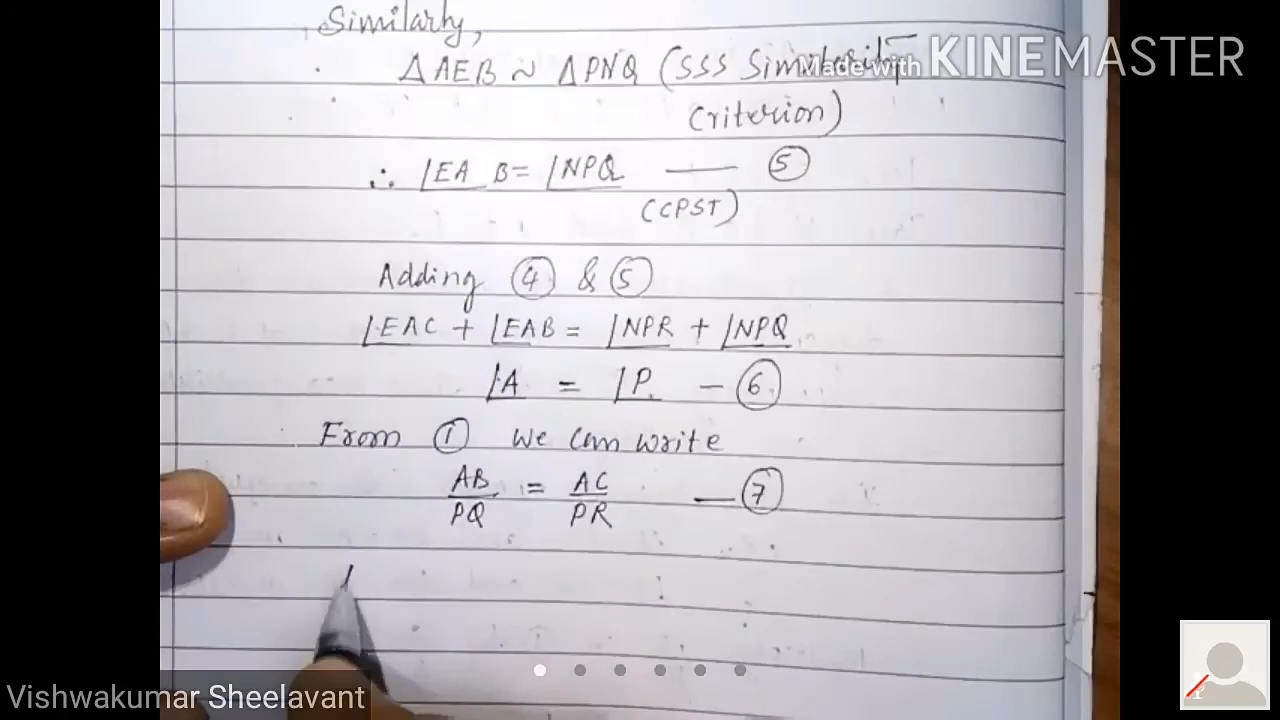 Similarly,
ΔAEB ~ ΔPNQ (SSS Similarity
Made with KINEMASTER
Criterion)
∴ ∠EAB = ∠NPQ — ⑤
(CPST)
Adding ④ & ⑤
∠EAC + ∠EAB = ∠NPR + ∠NPQ
∠A = ∠P. - ⑥
From ① we can write
AB/PQ = AC/PR — ⑦
Vishwakumar Sheelavant